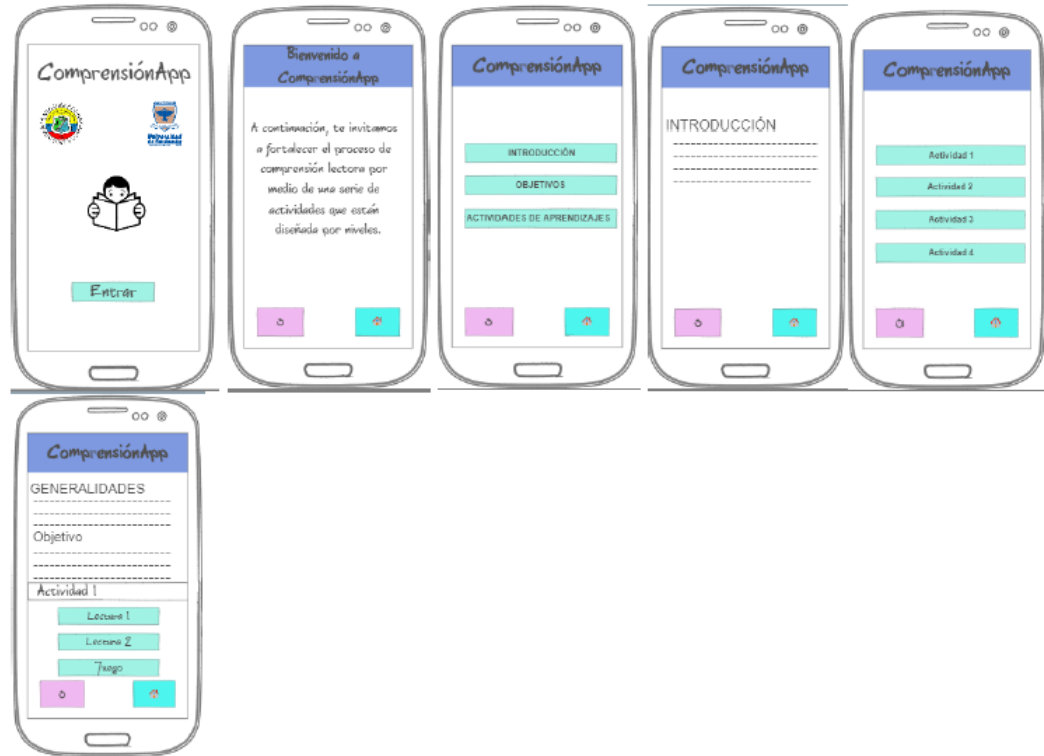 ComprensiónApp
Universidad
Entrar
Bienvenido a
ComprensiónApp
A continuación, te invitamos
a fortalecer el proceso de
comprensión lectora por
medio de una serie de
actividades que están
diseñada por niveles.
ComprensiónApp
INTRODUCCIÓN
OBJETIVOS
ACTIVIDADES DE APRENDIZAJES
ComprensiónApp
INTRODUCCIÓN
ComprensiónApp
Actividad 1
Actividad 2
Actividad 3
Actividad 4
ComprensiónApp
GENERALIDADES
Objetivo
Actividad 1
Lectura 1
Lectura 2
Juego